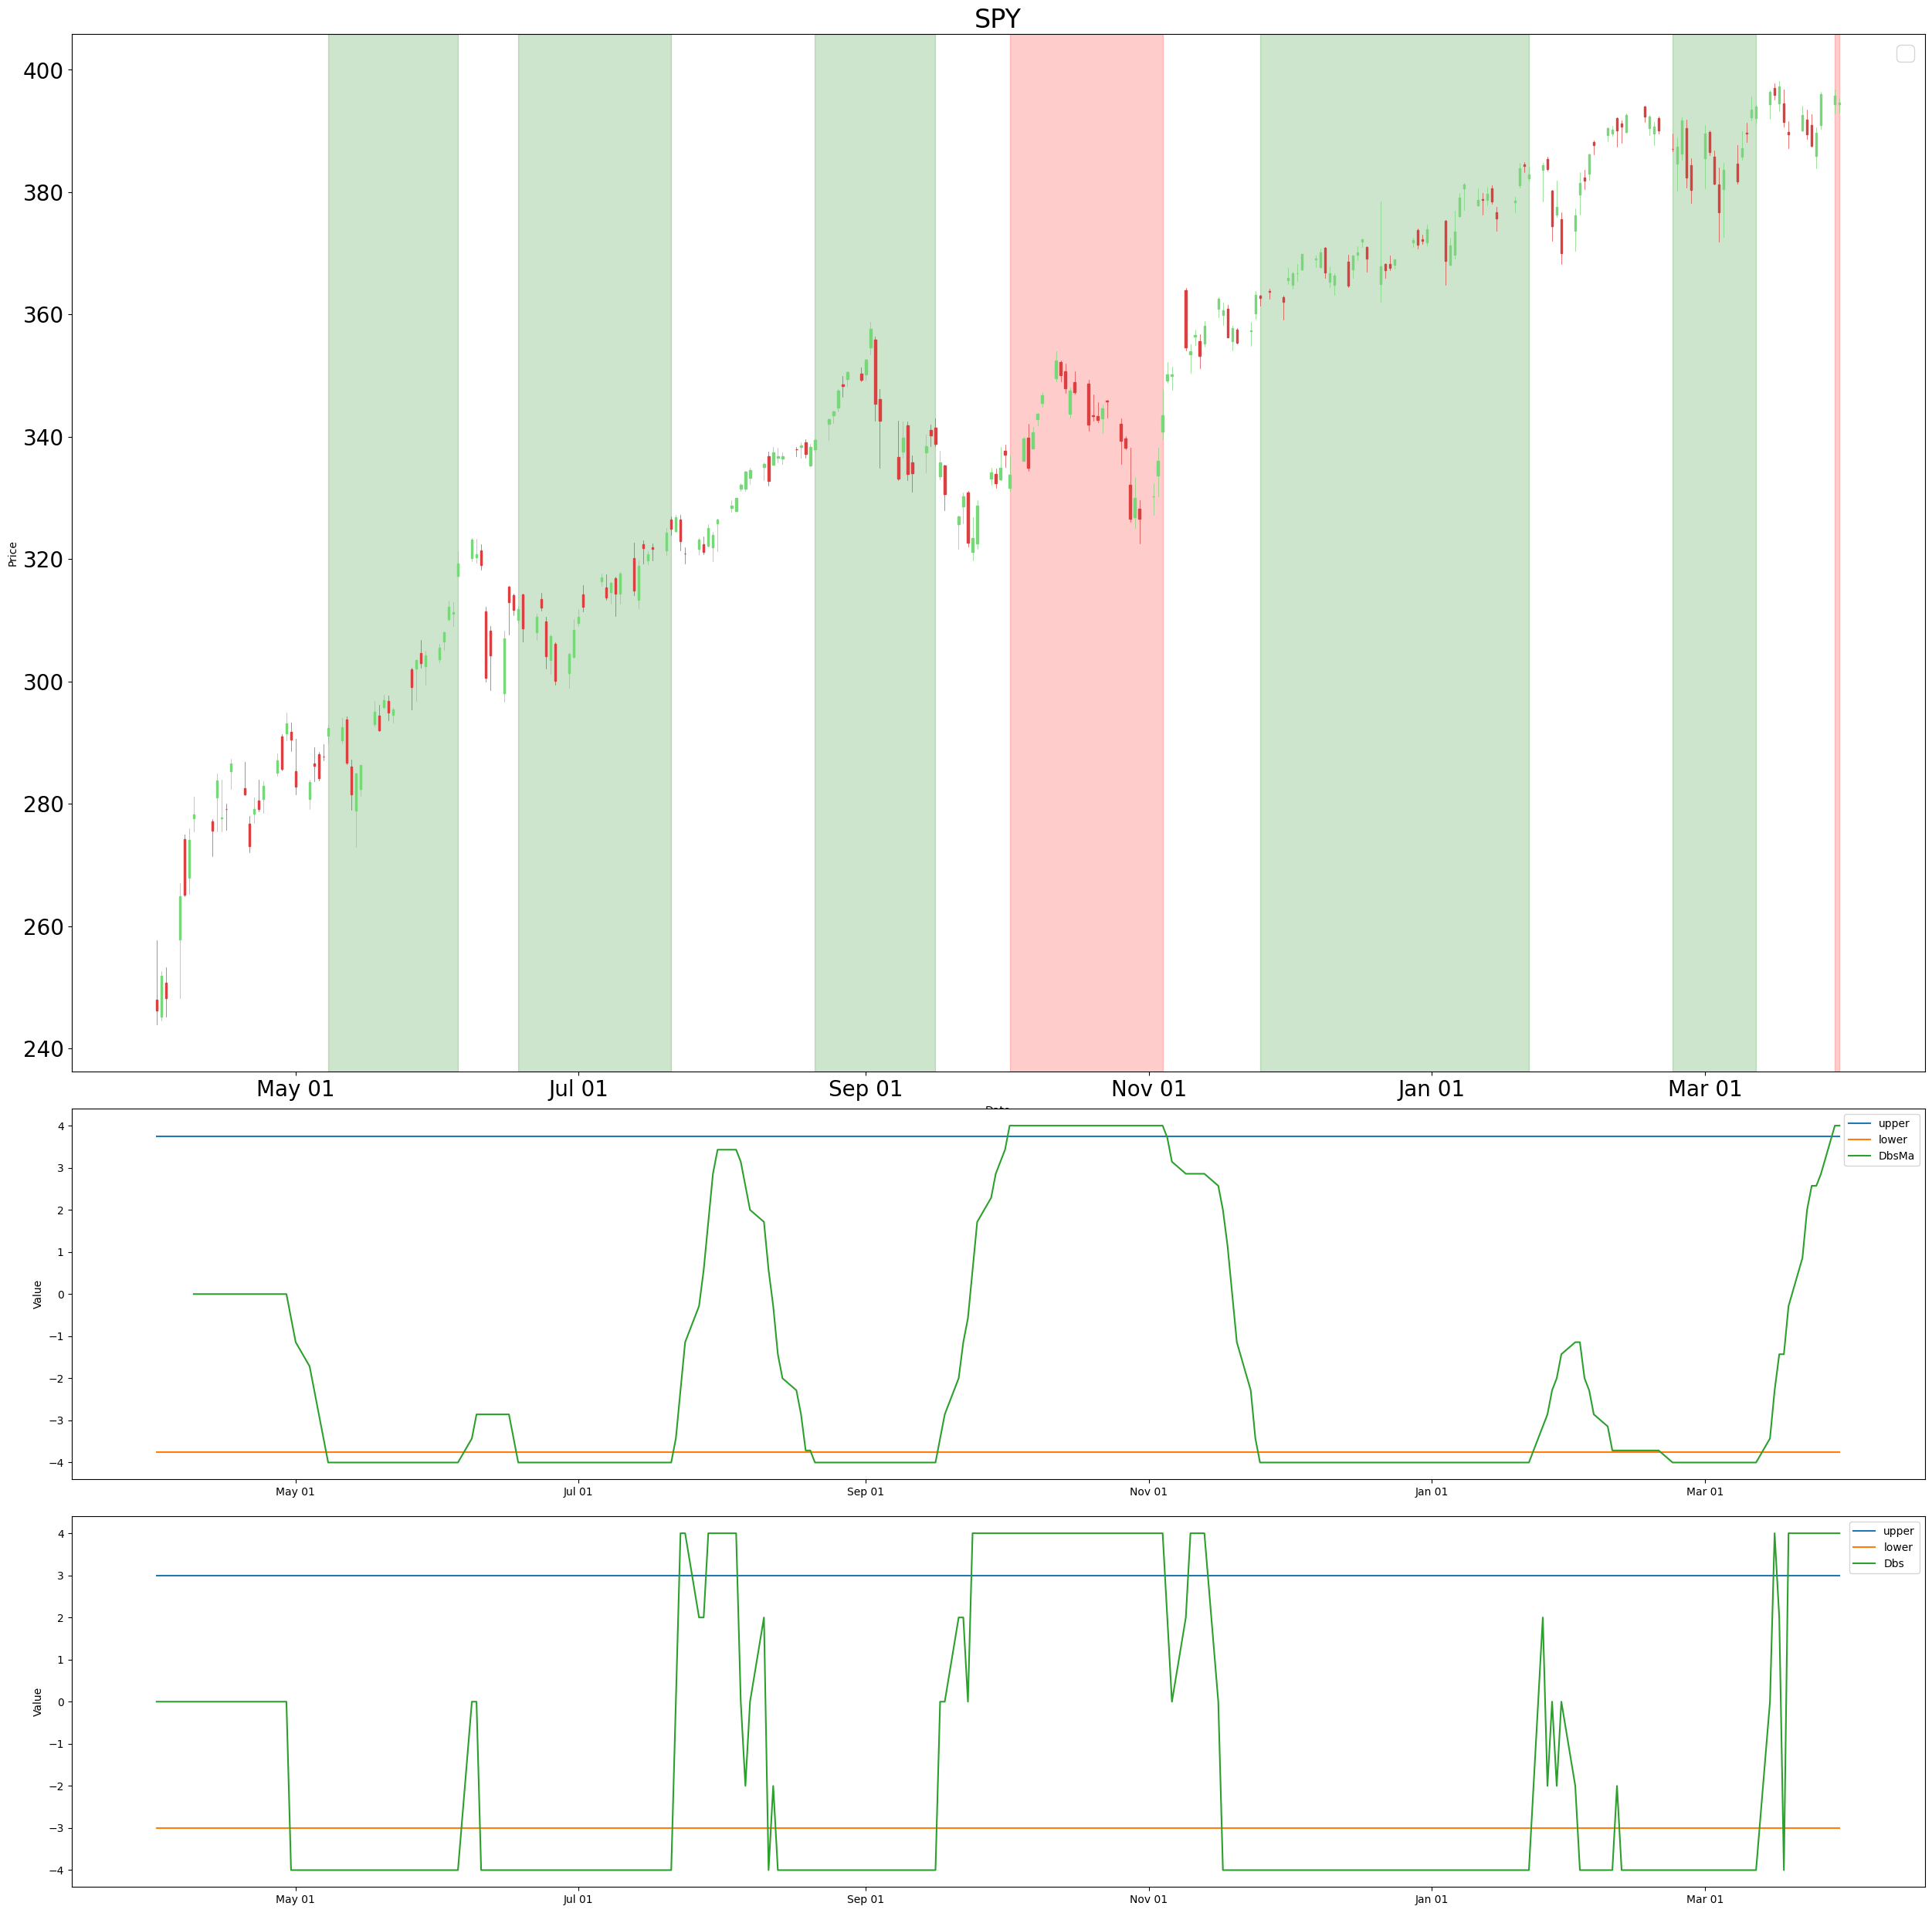 SPY
400
380
360
340
320
300
280
260
240
Price
May 01
Jul 01
Sep 01
Nov 01
Jan 01
Mar 01
4
3
2
1
0
−1
−2
−3
−4
Value
upper
lower
DbsMa
May 01
Jul 01
Sep 01
Nov 01
Jan 01
Mar 01
4
3
2
1
0
−1
−2
−3
−4
Value
upper
lower
Dbs
May 01
Jul 01
Sep 01
Nov 01
Jan 01
Mar 01